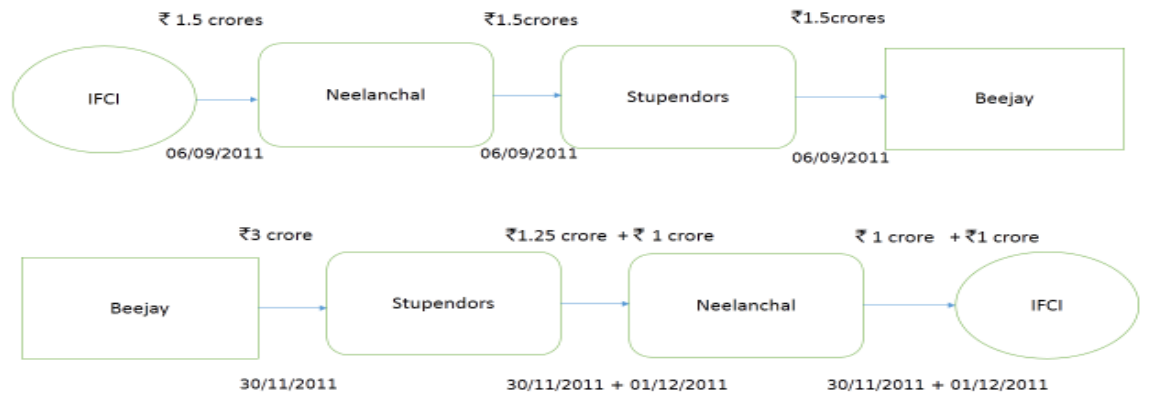 ₹ 1.5 crores ₹1.5crores ₹1.5crores
IFCI Neelanchal Stupendors Beejay
06/09/2011 06/09/2011 06/09/2011
₹3 crore ₹1.25 crore + ₹ 1 crore ₹ 1 crore + ₹1 crore
Beejay Stupendors Neelanchal IFCI
30/11/2011 30/11/2011 + 01/12/2011 30/11/2011 + 01/12/2011